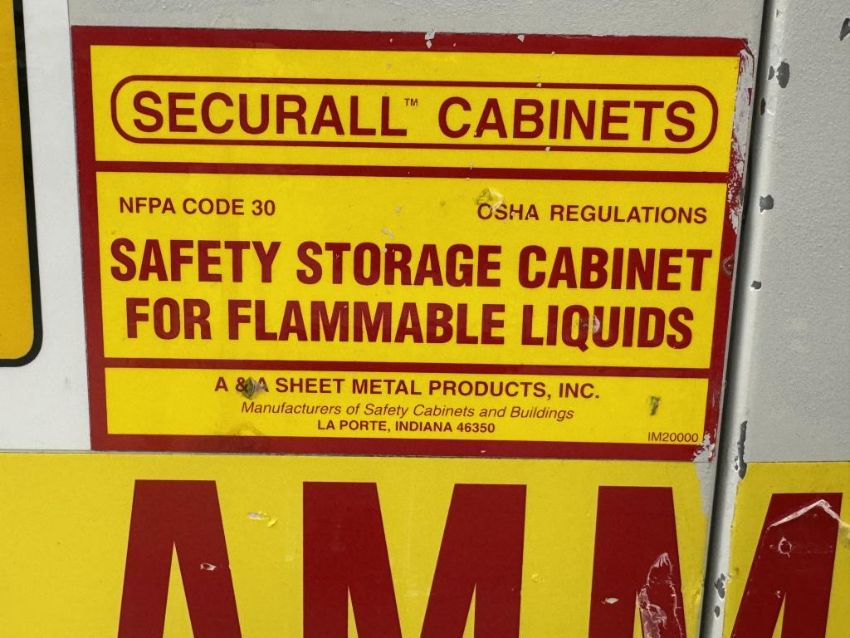 SECURALL™ CABINETS
NFPA CODE 30 OSHA REGULATIONS
SAFETY STORAGE CABINET
FOR FLAMMABLE LIQUIDS
A & A SHEET METAL PRODUCTS, INC.
Manufacturers of Safety Cabinets and Buildings
LA PORTE, INDIANA 46350
IM20000
AMMM